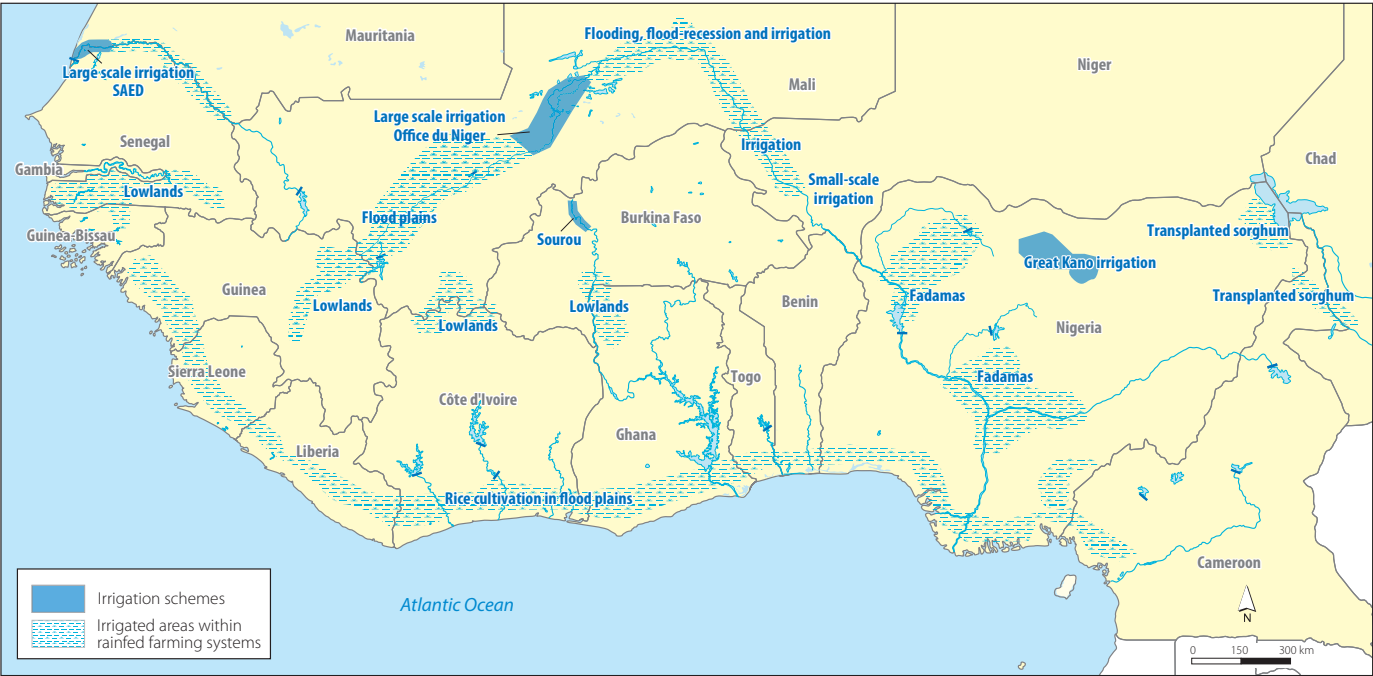 Mauritania
Flooding, flood-recession and irrigation
Niger
Large scale irrigation
SAED
Mali
Large scale irrigation
Office du Niger
Senegal
Irrigation
Chad
Gambia
Lowlands
Small-scale
irrigation
Flood plains
Burkina Faso
Guinea-Bissau
Sourou
Transplanted sorghum
Great Kano irrigation
Guinea
Lowlands
Lowlands
Lowlands
Benin
Fadamas
Transplanted sorghum
Nigeria
Sierra Leone
Togo
Fadamas
Côte d'Ivoire
Ghana
Liberia
Rice cultivation in flood plains
Cameroon
Irrigation schemes
Irrigated areas within
rainfed farming systems
Atlantic Ocean
N
0 150 300 km